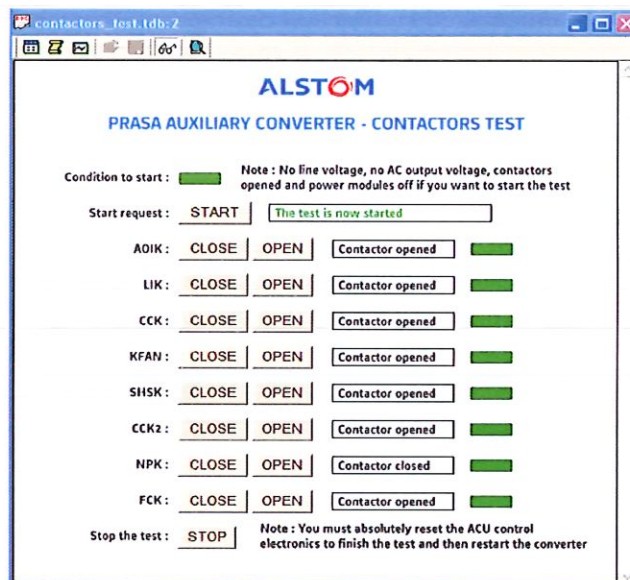 contactors_test.tdb:2
ALSTOM
PRASA AUXILIARY CONVERTER - CONTACTORS TEST
Condition to start : Note : No line voltage, no AC output voltage, contactors
opened and power modules off if you want to start the test
Start request : START The test is now started
AOIK : CLOSE OPEN Contactor opened
LIK : CLOSE OPEN Contactor opened
CCK : CLOSE OPEN Contactor opened
KFAN : CLOSE OPEN Contactor opened
SHSK : CLOSE OPEN Contactor opened
CCK2 : CLOSE OPEN Contactor opened
NPK : CLOSE OPEN Contactor closed
FCK : CLOSE OPEN Contactor opened
Stop the test : STOP Note : You must absolutely reset the ACU control
electronics to finish the test and then restart the converter